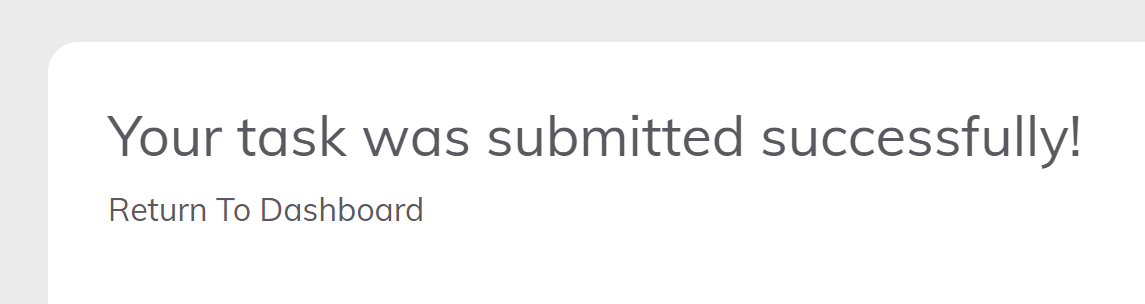 Your task was submitted successfully!
Return To Dashboard